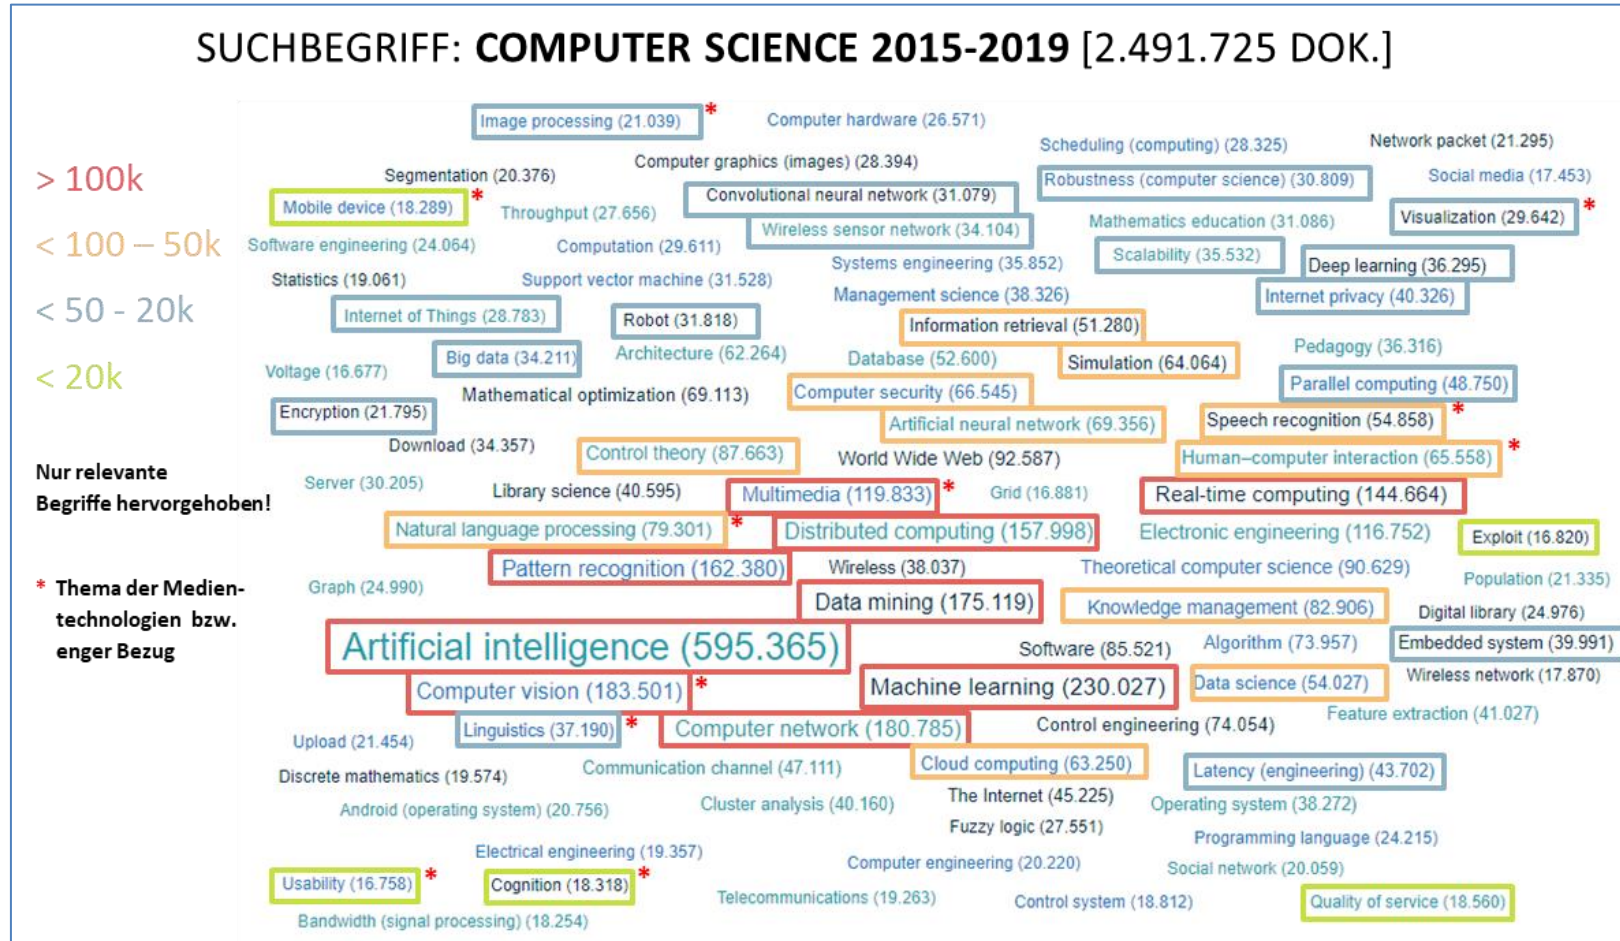 SUCHBEGRIFF: COMPUTER SCIENCE 2015-2019 [2.491.725 DOK.]
> 100k
< 100 – 50k
< 50 - 20k
< 20k
Nur relevante
Begriffe hervorgehoben!
* Thema der Medien-
technologien bzw.
enger Bezug
Image processing (21.039) *
Computer hardware (26.571)
Scheduling (computing) (28.325)
Network packet (21.295)
Segmentation (20.376)
Computer graphics (images) (28.394)
Robustness (computer science) (30.809)
Social media (17.453)
Mobile device (18.289) *
Throughput (27.656)
Convolutional neural network (31.079)
Mathematics education (31.086)
Visualization (29.642) *
Software engineering (24.064)
Computation (29.611)
Wireless sensor network (34.104)
Scalability (35.532)
Deep learning (36.295)
Statistics (19.061)
Support vector machine (31.528)
Systems engineering (35.852)
Management science (38.326)
Internet privacy (40.326)
Internet of Things (28.783)
Robot (31.818)
Information retrieval (51.280)
Pedagogy (36.316)
Voltage (16.677)
Big data (34.211)
Architecture (62.264)
Database (52.600)
Simulation (64.064)
Parallel computing (48.750)
Encryption (21.795)
Mathematical optimization (69.113)
Computer security (66.545)
Artificial neural network (69.356)
Speech recognition (54.858) *
Download (34.357)
Control theory (87.663)
World Wide Web (92.587)
Human–computer interaction (65.558) *
Server (30.205)
Library science (40.595)
Multimedia (119.833) *
Grid (16.881)
Real-time computing (144.664)
Natural language processing (79.301) *
Distributed computing (157.998)
Electronic engineering (116.752)
Exploit (16.820)
Pattern recognition (162.380)
Wireless (38.037)
Theoretical computer science (90.629)
Population (21.335)
Graph (24.990)
Data mining (175.119)
Knowledge management (82.906)
Digital library (24.976)
Artificial intelligence (595.365)
Software (85.521)
Algorithm (73.957)
Embedded system (39.991)
Computer vision (183.501) *
Machine learning (230.027)
Data science (54.027)
Wireless network (17.870)
Linguistics (37.190) *
Computer network (180.785)
Control engineering (74.054)
Feature extraction (41.027)
Upload (21.454)
Discrete mathematics (19.574)
Communication channel (47.111)
Cloud computing (63.250)
Latency (engineering) (43.702)
Android (operating system) (20.756)
Cluster analysis (40.160)
The Internet (45.225)
Operating system (38.272)
Fuzzy logic (27.551)
Programming language (24.215)
Electrical engineering (19.357)
Computer engineering (20.220)
Social network (20.059)
Usability (16.758) *
Cognition (18.318) *
Telecommunications (19.263)
Control system (18.812)
Quality of service (18.560)
Bandwidth (signal processing) (18.254)